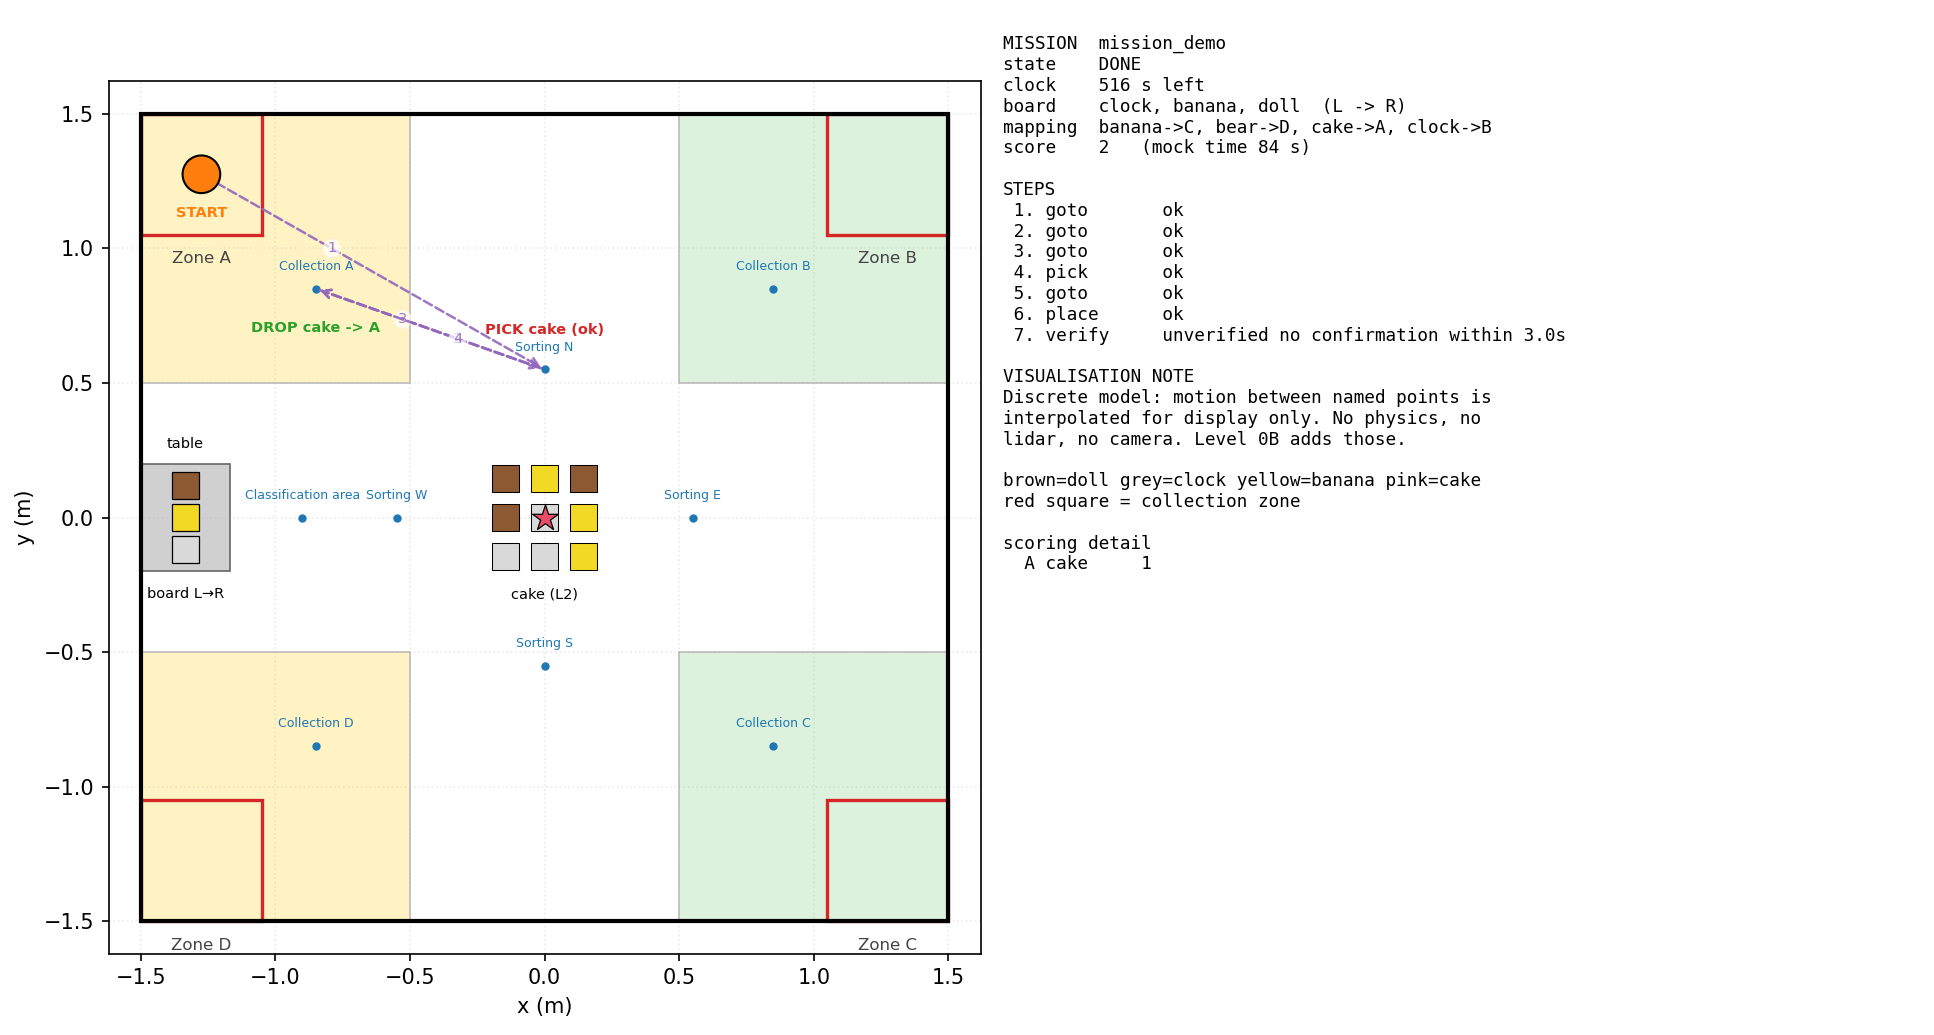 MISSION  mission_demo
state    DONE
clock    516 s left
board    clock, banana, doll  (L -> R)
mapping  banana->C, bear->D, cake->A, clock->B
score    2   (mock time 84 s)
STEPS
1. goto       ok
2. goto       ok
3. goto       ok
4. pick       ok
5. goto       ok
6. place      ok
7. verify     unverified no confirmation within 3.0s
VISUALISATION NOTE
Discrete model: motion between named points is
interpolated for display only. No physics, no
lidar, no camera. Level 0B adds those.
brown=doll grey=clock yellow=banana pink=cake
red square = collection zone
scoring detail
A cake     1
1.5
START
1
1.0
Zone A
Zone B
Collection A
Collection B
3
DROP cake -> A
PICK cake (ok)
4
Sorting N
0.5
table
Classification area
Sorting W
Sorting E
0.0
y (m)
board L→R
cake (L2)
−0.5
Sorting S
Collection D
Collection C
−1.0
−1.5
Zone D
Zone C
−1.5
−1.0
−0.5
0.0
0.5
1.0
1.5
x (m)